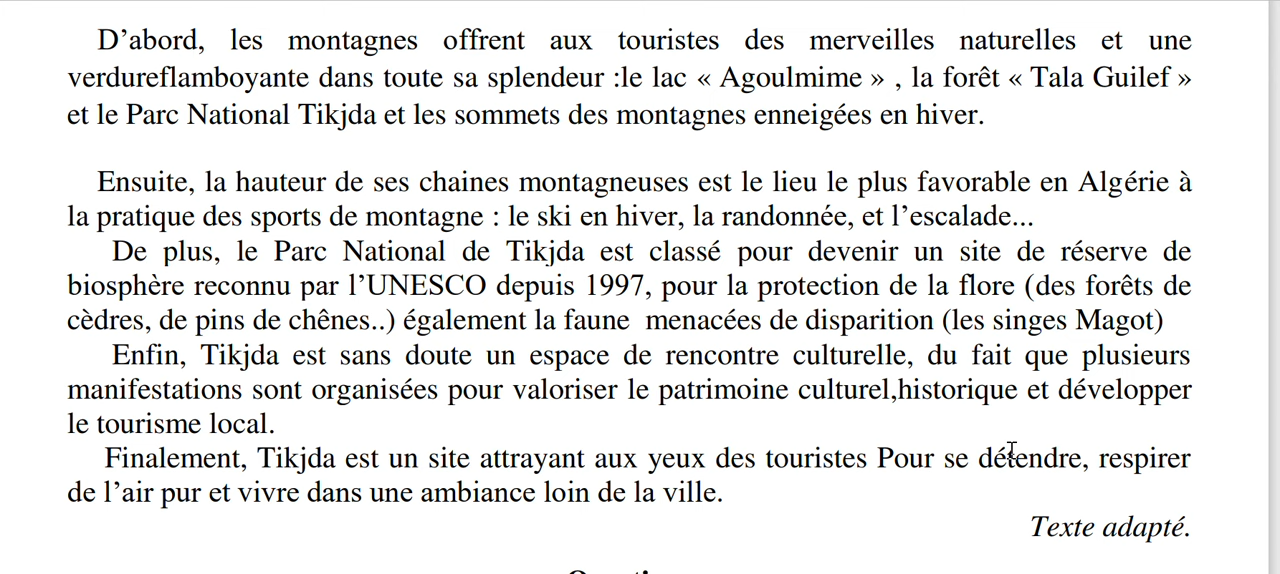 D’abord, les montagnes offrent aux touristes des merveilles naturelles et une
verdureflamboyante dans toute sa splendeur :le lac « Agoulmime » , la forêt « Tala Guilef »
et le Parc National Tikjda et les sommets des montagnes enneigées en hiver.
Ensuite, la hauteur de ses chaines montagneuses est le lieu le plus favorable en Algérie à
la pratique des sports de montagne : le ski en hiver, la randonnée, et l’escalade...
De plus, le Parc National de Tikjda est classé pour devenir un site de réserve de
biosphère reconnu par l’UNESCO depuis 1997, pour la protection de la flore (des forêts de
cèdres, de pins de chênes..) également la faune  menacées de disparition (les singes Magot)
Enfin, Tikjda est sans doute un espace de rencontre culturelle, du fait que plusieurs
manifestations sont organisées pour valoriser le patrimoine culturel,historique et développer
le tourisme local.
Finalement, Tikjda est un site attrayant aux yeux des touristes Pour se détendre, respirer
de l’air pur et vivre dans une ambiance loin de la ville.
Texte adapté.